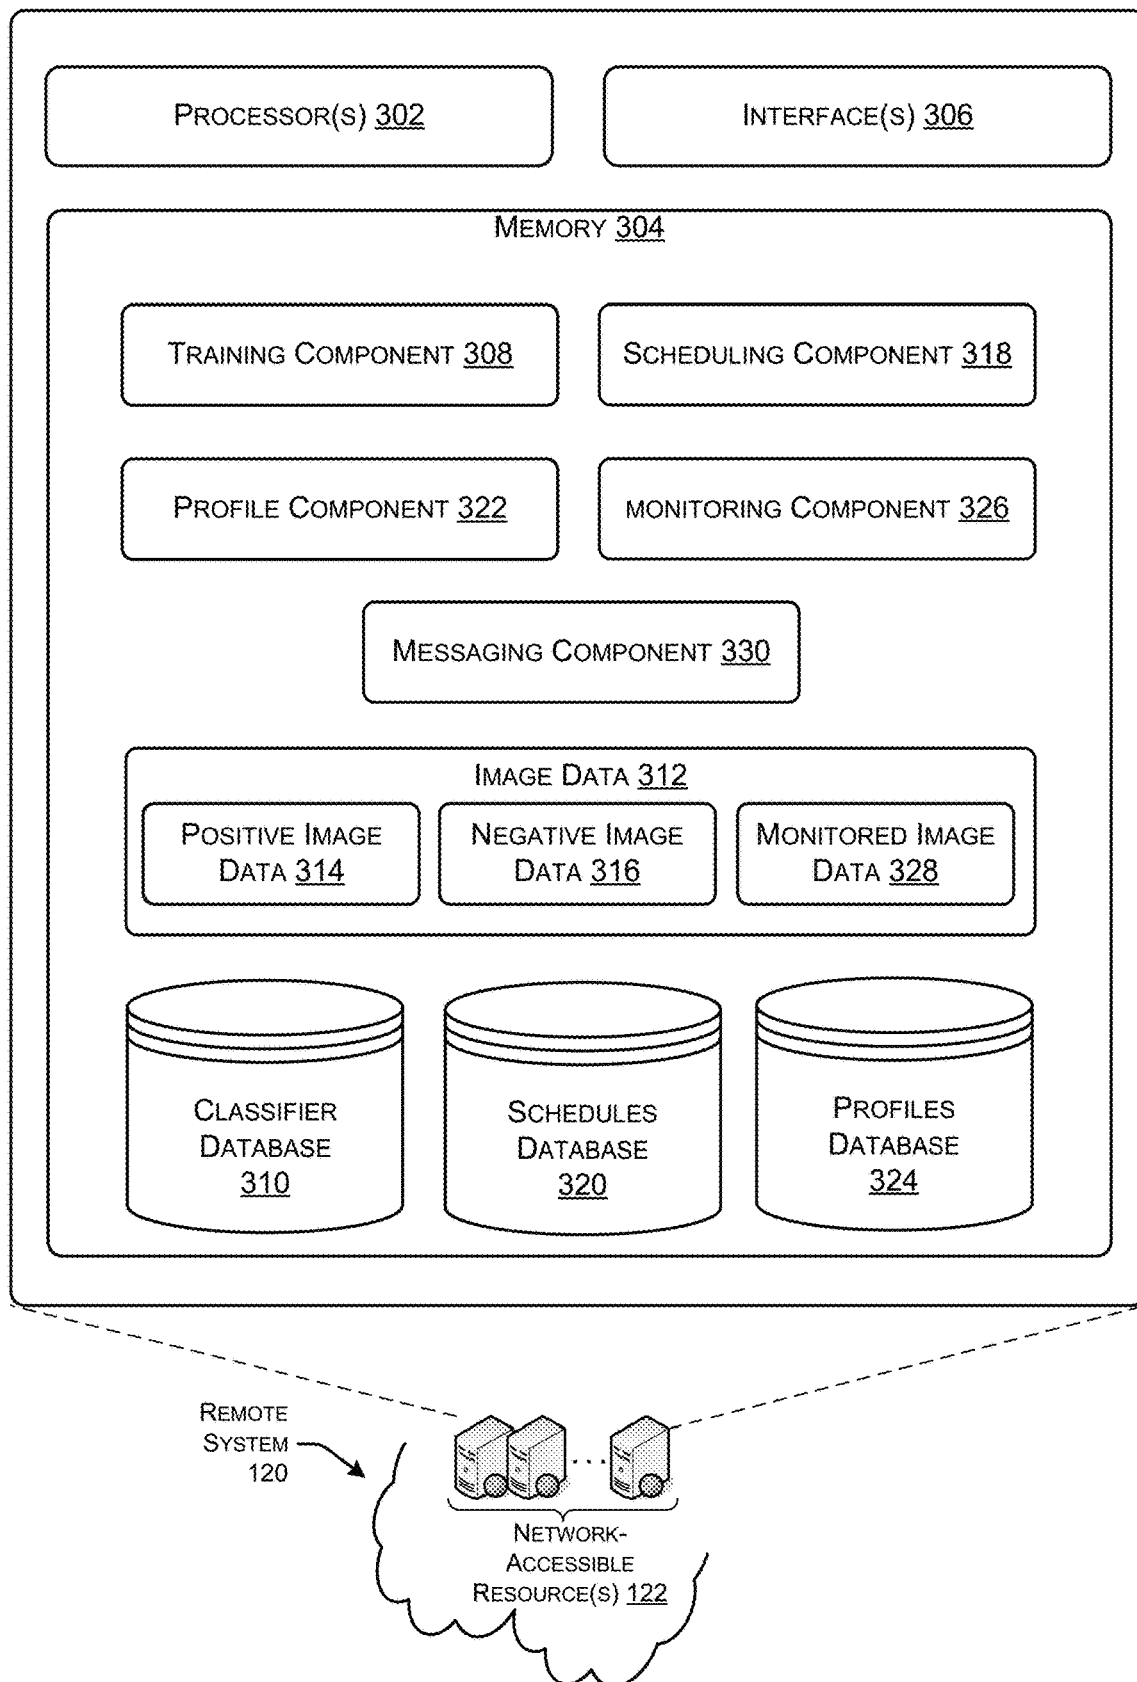 PROCESSOR(S) 302
INTERFACE(S) 306
MEMORY 304
TRAINING COMPONENT 308
SCHEDULING COMPONENT 318
PROFILE COMPONENT 322
MONITORING COMPONENT 326
MESSAGING COMPONENT 330
IMAGE DATA 312
POSITIVE IMAGE
DATA 314
NEGATIVE IMAGE
DATA 316
MONITORED IMAGE
DATA 328
CLASSIFIER
DATABASE
310
SCHEDULES
DATABASE
320
PROFILES
DATABASE
324
REMOTE
SYSTEM
120
NETWORK-
ACCESSIBLE
RESOURCE(S) 122